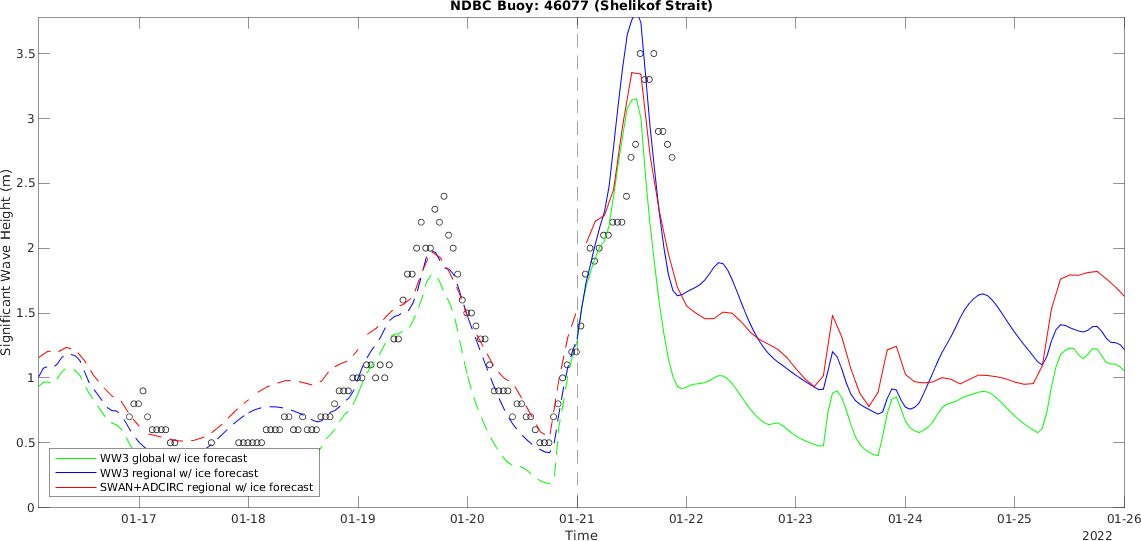 NDBC Buoy: 46077 (Shelikof Strait)
Significant Wave Height (m)
3.5
3
2.5
2
1.5
1
0.5
0
WW3 global w/ ice forecast
WW3 regional w/ ice forecast
SWAN+ADCIRC regional w/ ice forecast
01-17 01-18 01-19 01-20 01-21 01-22 01-23 01-24 01-25 01-26
Time
2022